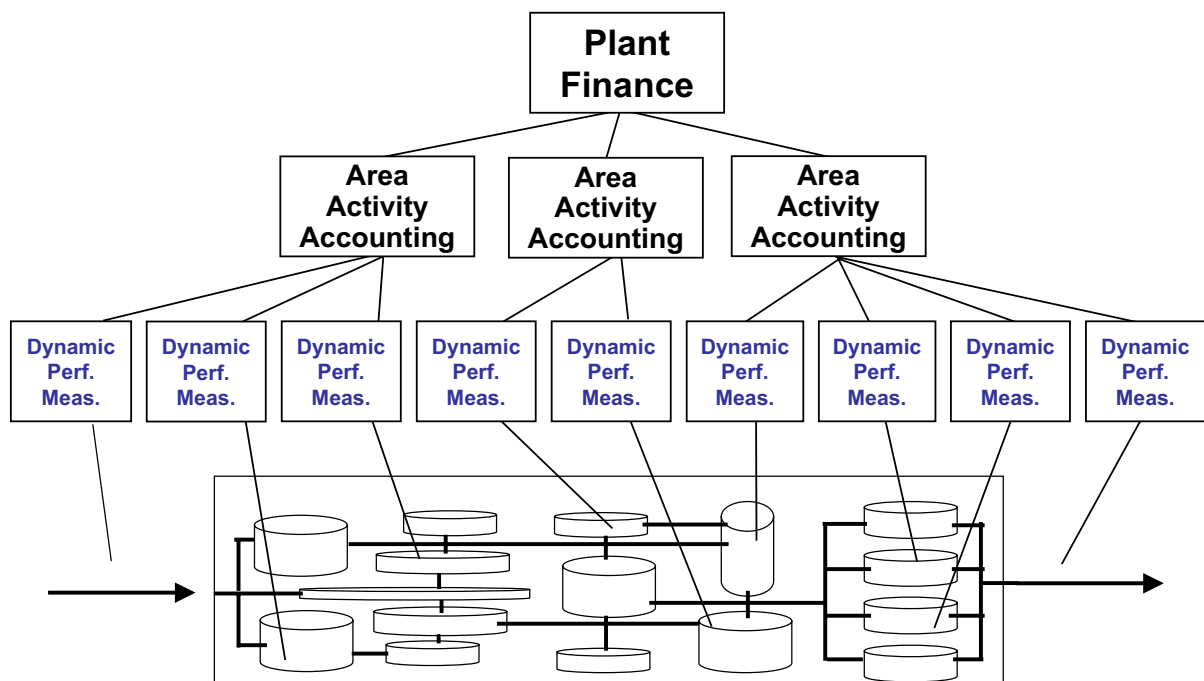 Plant
Finance
Area
Activity
Accounting
Area
Activity
Accounting
Area
Activity
Accounting
Dynamic
Perf.
Meas.
Dynamic
Perf.
Meas.
Dynamic
Perf.
Meas.
Dynamic
Perf.
Meas.
Dynamic
Perf.
Meas.
Dynamic
Perf.
Meas.
Dynamic
Perf.
Meas.
Dynamic
Perf.
Meas.
Dynamic
Perf.
Meas.